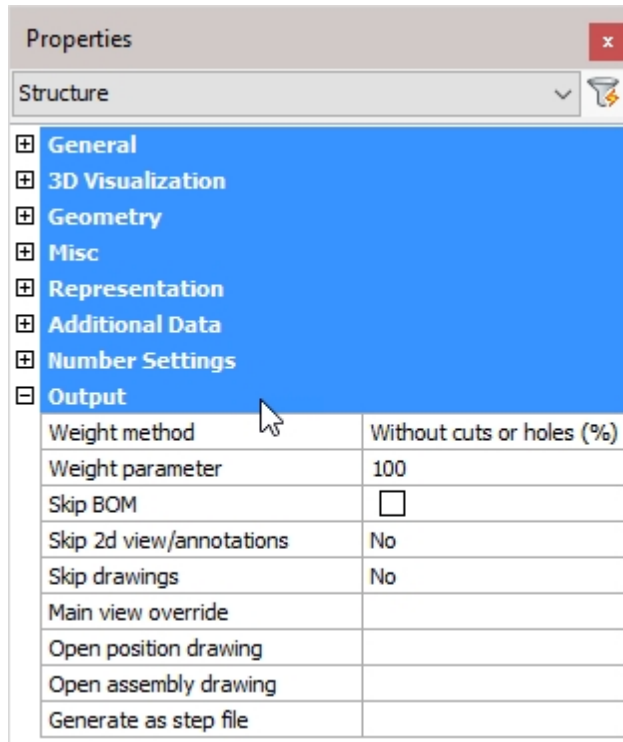 Properties
x
Structure
General
3D Visualization
Geometry
Misc
Representation
Additional Data
Number Settings
Output
Weight method Without cuts or holes (%)
Weight parameter 100
Skip BOM
Skip 2d view/annotations No
Skip drawings No
Main view override
Open position drawing
Open assembly drawing
Generate as step file